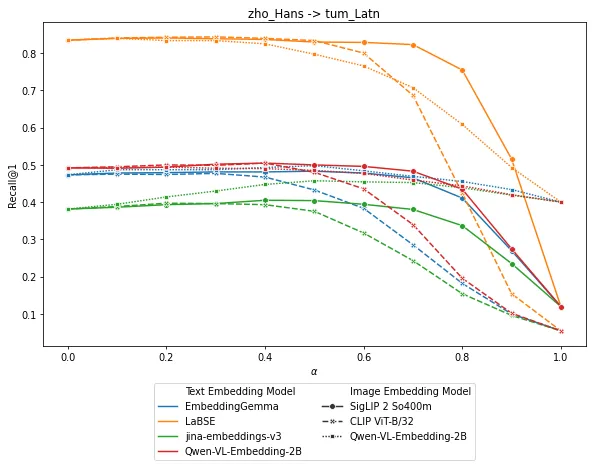 zho_Hans -> tum_Latn
Recall@1
0.8
0.7
0.6
0.5
0.4
0.3
0.2
0.1
0.0 0.2 0.4 0.6 0.8 1.0
α
Text Embedding Model Image Embedding Model
EmbeddingGemma SigLIP 2 So400m
LaBSE CLIP ViT-B/32
jina-embeddings-v3 Qwen-VL-Embedding-2B
Qwen-VL-Embedding-2B